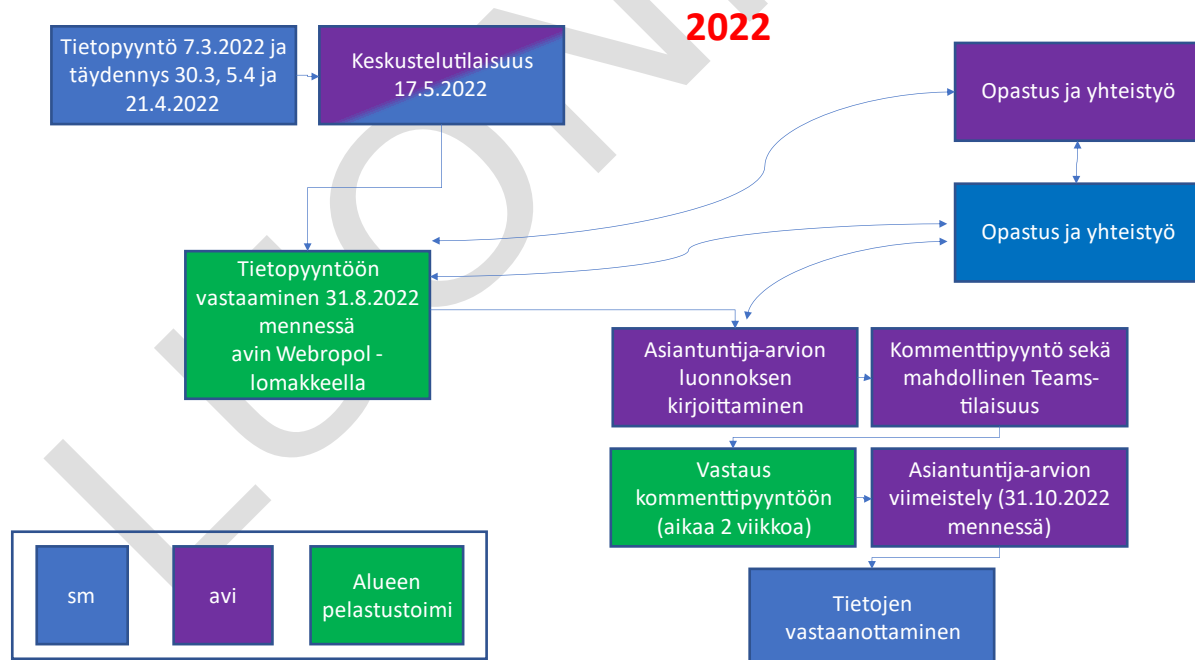 2022
Tietopyyntö 7.3.2022 ja
täydennys 30.3, 5.4 ja
21.4.2022
Keskustelutilaisuus
17.5.2022
Opastus ja yhteistyö
Opastus ja yhteistyö
Tietopyyntöön
vastaaminen 31.8.2022
mennessä
avin Webropol -
lomakkeella
Asiantuntija-arvion
luonnoksen
kirjoittaminen
Kommenttipyyntö sekä
mahdollinen Teams-
tilaisuus
Vastaus
kommenttipyyntöön
(aikaa 2 viikkoa)
Asiantuntija-arvion
viimeistely (31.10.2022
mennessä)
Tietojen
vastaanottaminen
sm
avi
Alueen
pelastustoimi